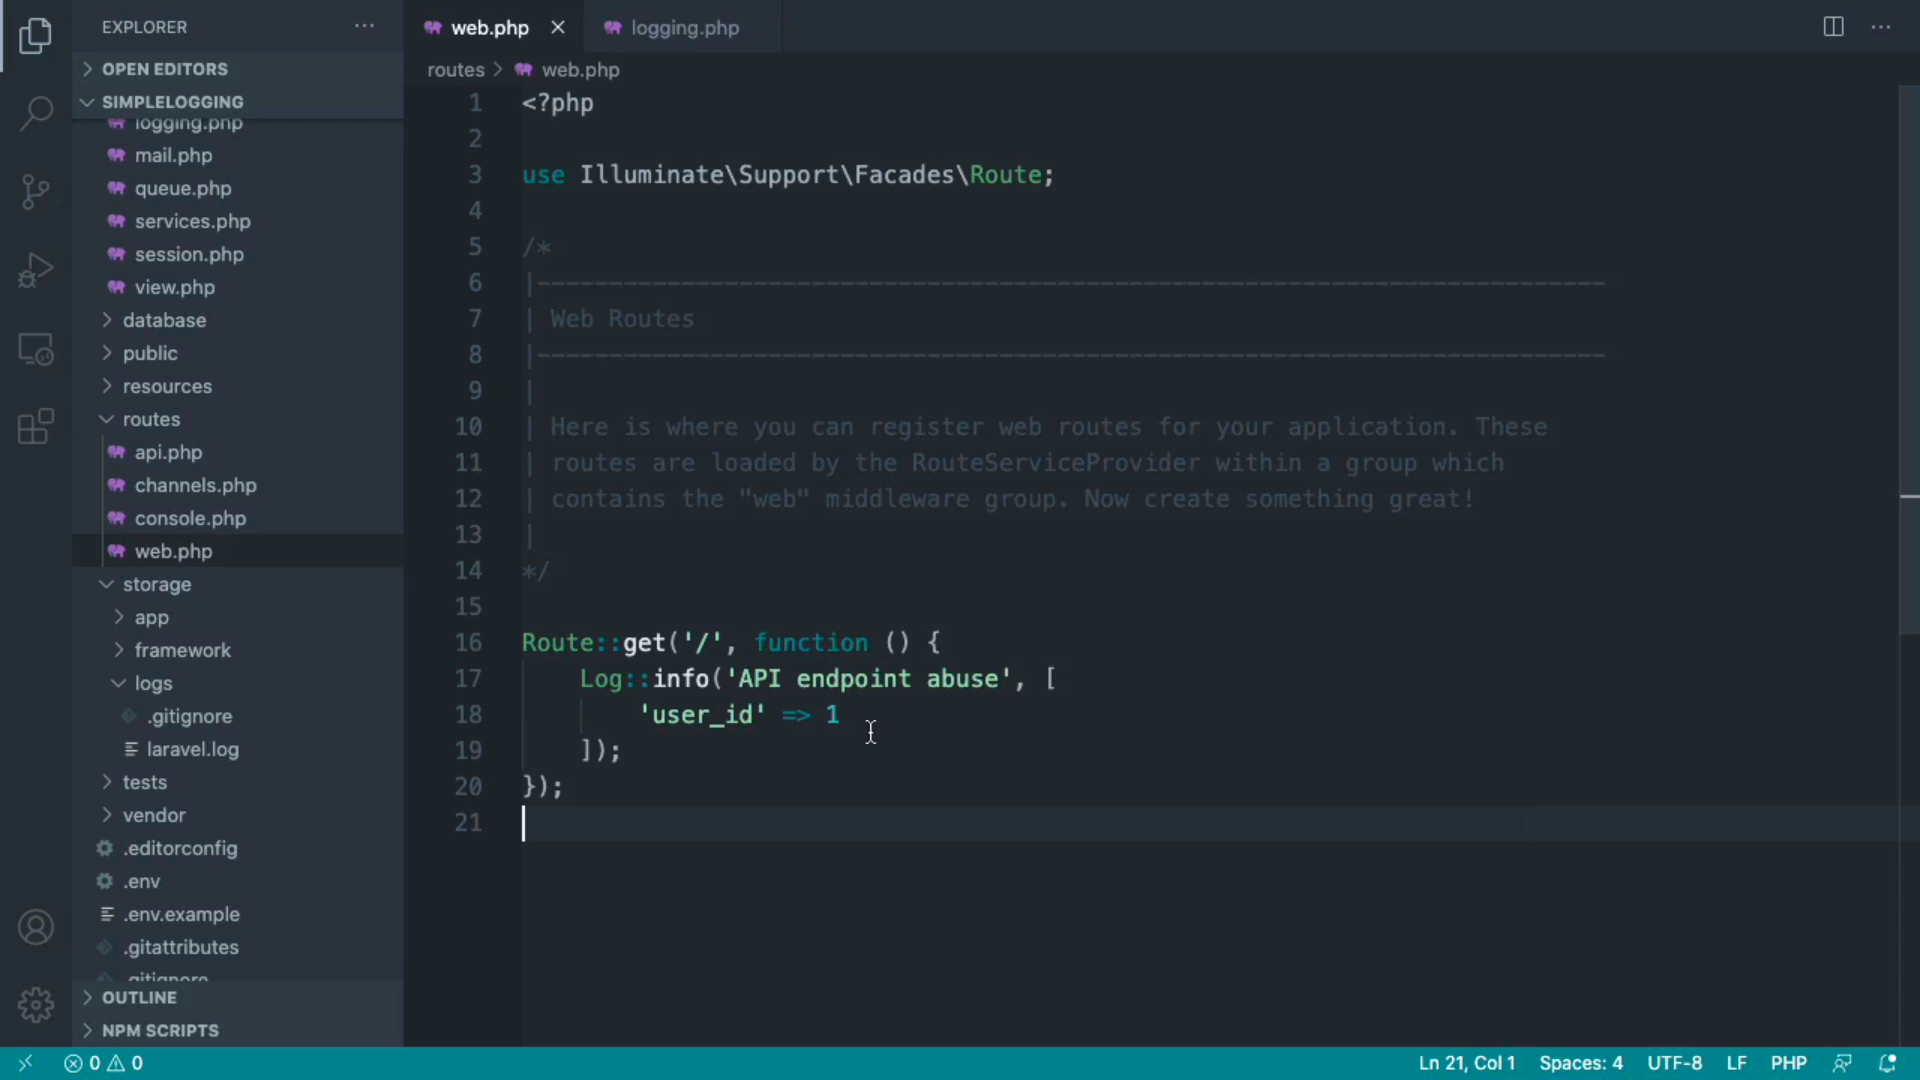 EXPLORER
OPEN EDITORS
SIMPLELOGGING
logging.php
mail.php
queue.php
services.php
session.php
view.php
database
public
resources
routes
api.php
channels.php
console.php
web.php
storage
app
framework
logs
.gitignore
laravel.log
tests
vendor
.editorconfig
.env
.env.example
.gitattributes
.gitignore
OUTLINE
NPM SCRIPTS
web.php
logging.php
routes > web.php
1 <?php
2
3 use Illuminate\Support\Facades\Route;
4
5 /*
6 |--------------------------------------------------------------------------
7 | Web Routes
8 |--------------------------------------------------------------------------
9 |
10 | Here is where you can register web routes for your application. These
11 | routes are loaded by the RouteServiceProvider within a group which
12 | contains the "web" middleware group. Now create something great!
13 |
14 */
15
16 Route::get('/', function () {
17 Log::info('API endpoint abuse', [
18 'user_id' => 1
19 ]);
20 });
21
0 0
Ln 21, Col 1 Spaces: 4 UTF-8 LF PHP